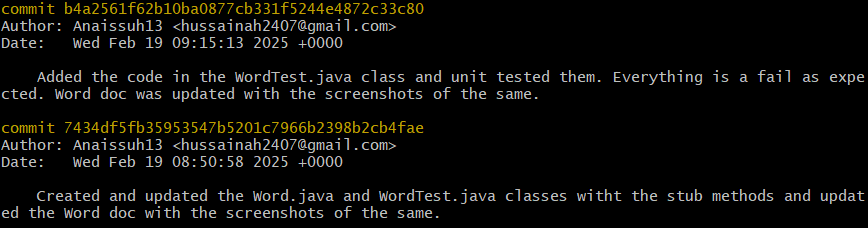 commit b4a2561f62b10ba0877cb331f5244e4872c33c80
Author: Anaissuh13 <hussainah2407@gmail.com>
Date:   Wed Feb 19 09:15:13 2025 +0000
    Added the code in the WordTest.java class and unit tested them. Everything is a fail as expe
cted. Word doc was updated with the screenshots of the same.
commit 7434df5fb35953547b5201c7966b2398b2cb4fae
Author: Anaissuh13 <hussainah2407@gmail.com>
Date:   Wed Feb 19 08:50:58 2025 +0000
    Created and updated the Word.java and WordTest.java classes witht the stub methods and updat
ed the Word doc with the screenshots of the same.